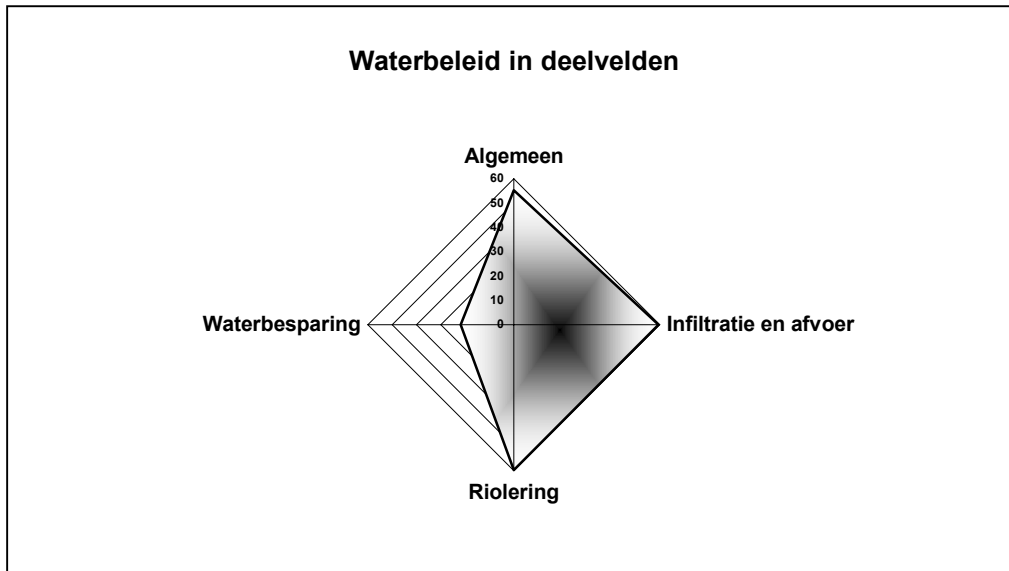 Waterbeleid in deelvelden
Algemeen
60
50
40
30
20
10
0
Waterbesparing
Infiltratie en afvoer
Riolering